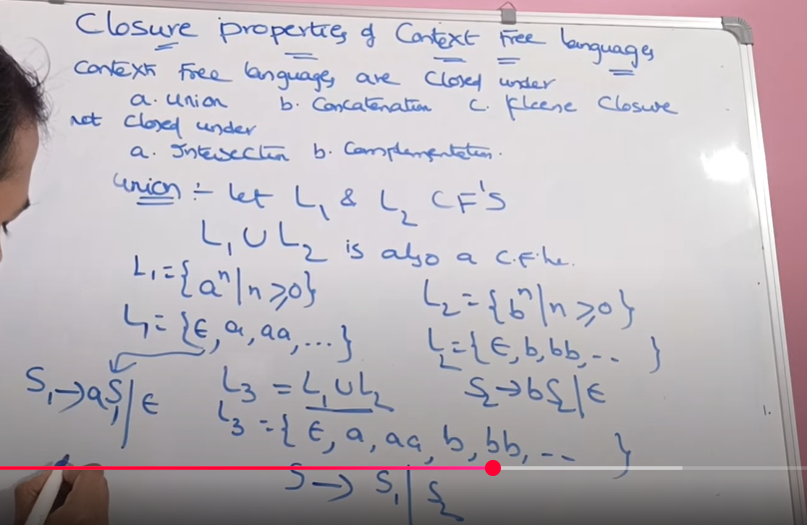 Closure properties of Context Free languages
Context Free languages are Closed under
a. Union b. Concatenation c. Kleene Closure
not Closed under
a. Intersection b. Complementation.
Union :- Let L₁ & L₂ CF'S
L₁ ∪ L₂ is also a C.F.L.
L₁ = {aⁿ | n ≥ 0} L₂ = {bⁿ | n ≥ 0}
L₁ = {ε, a, aa, ...} L₂ = {ε, b, bb, .. }
S₁ → aS₁ | ε L₃ = L₁ ∪ L₂ S₂ → bS₂ | ε
L₃ = { ε, a, aa, b, bb, .. }
S → S₁ | S₂